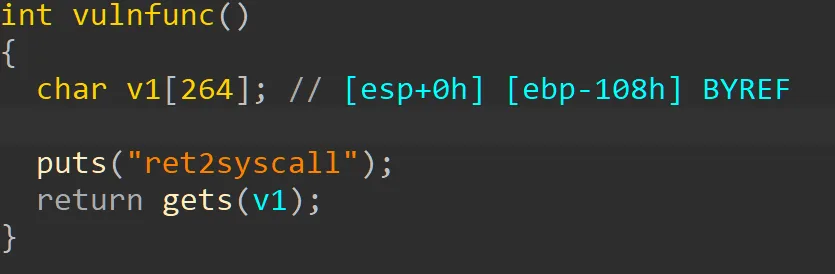 int vulnfunc()
{
  char v1[264]; // [esp+0h] [ebp-108h] BYREF

  puts("ret2syscall");
  return gets(v1);
}